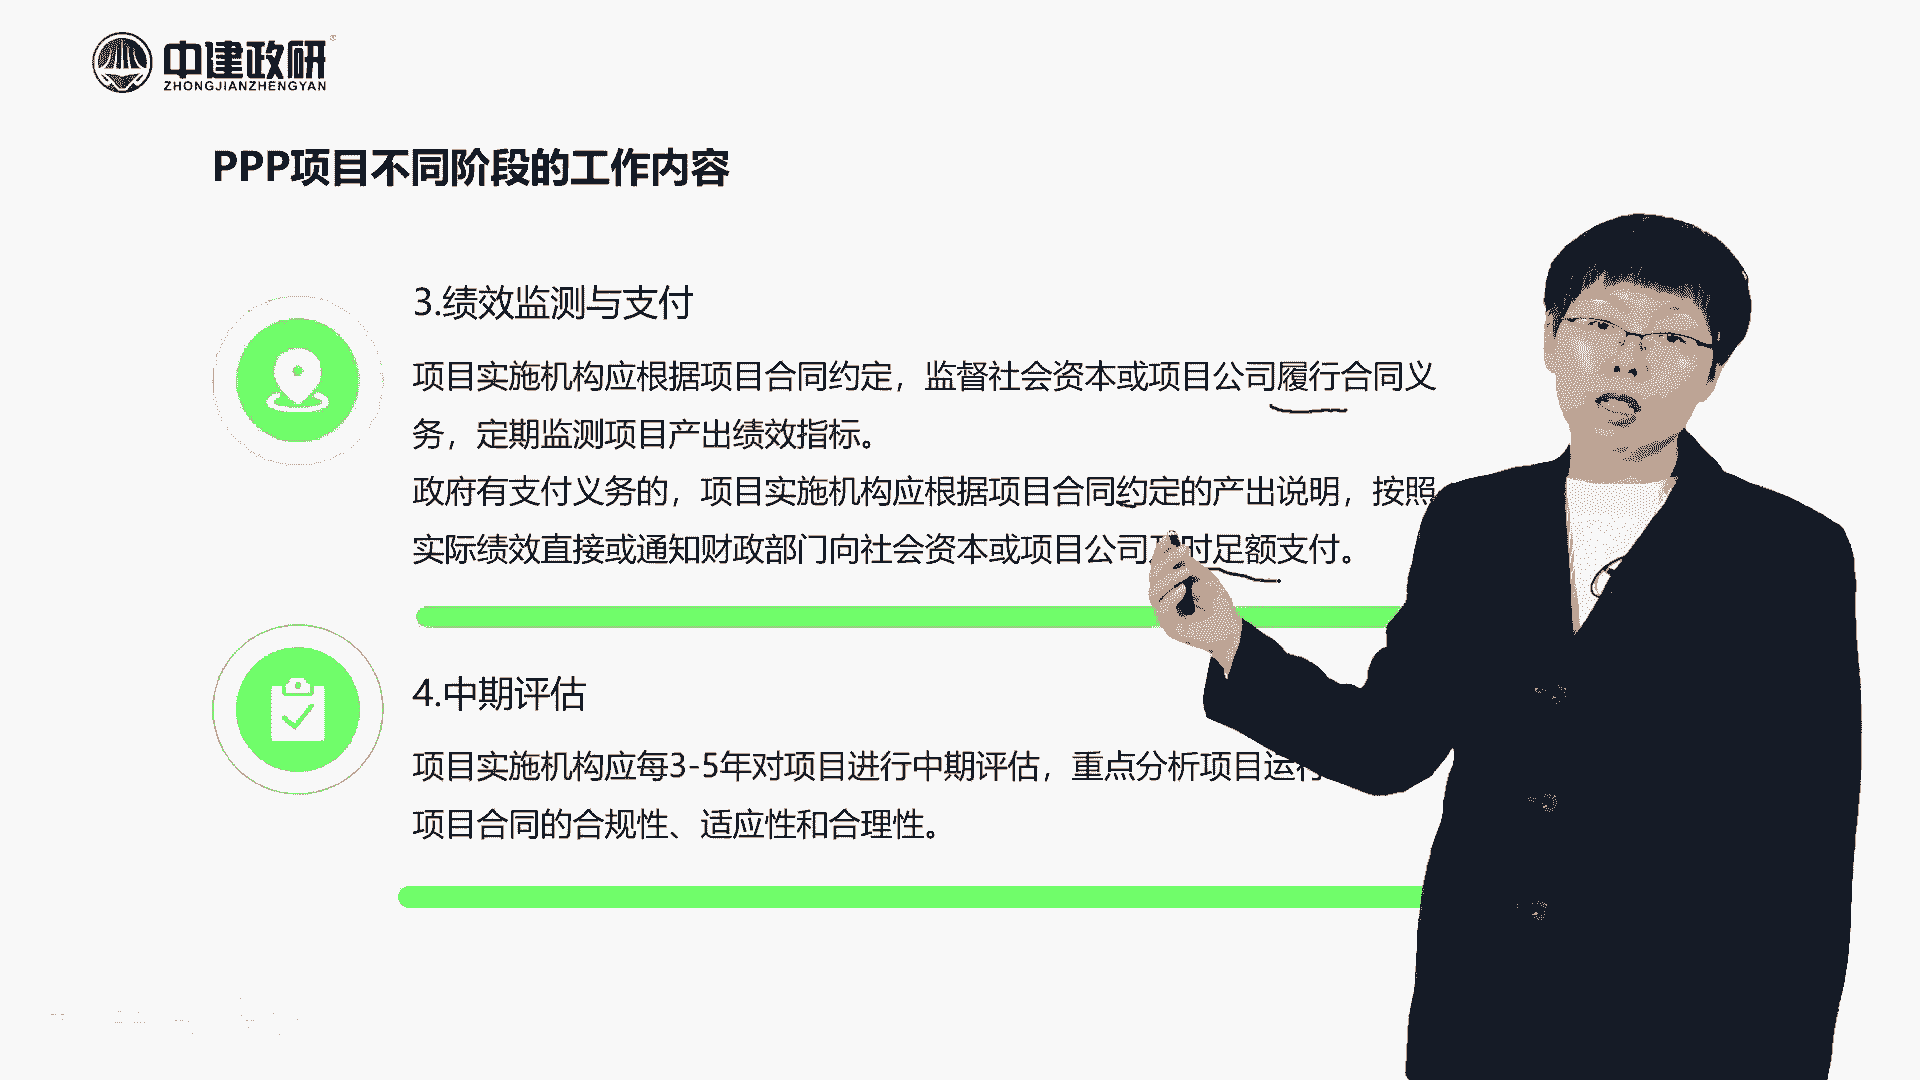 中建政研
ZHONGJIANZHENGYAN
PPP项目不同阶段的工作内容
3.绩效监测与支付
项目实施机构应根据项目合同约定，监督社会资本或项目公司履行合同义
务，定期监测项目产出绩效指标。
政府有支付义务的，项目实施机构应根据项目合同约定的产出说明，按照
实际绩效直接或通知财政部门向社会资本或项目公司及时足额支付。
4.中期评估
项目实施机构应每3-5年对项目进行中期评估，重点分析项目运行
项目合同的合规性、适应性和合理性。